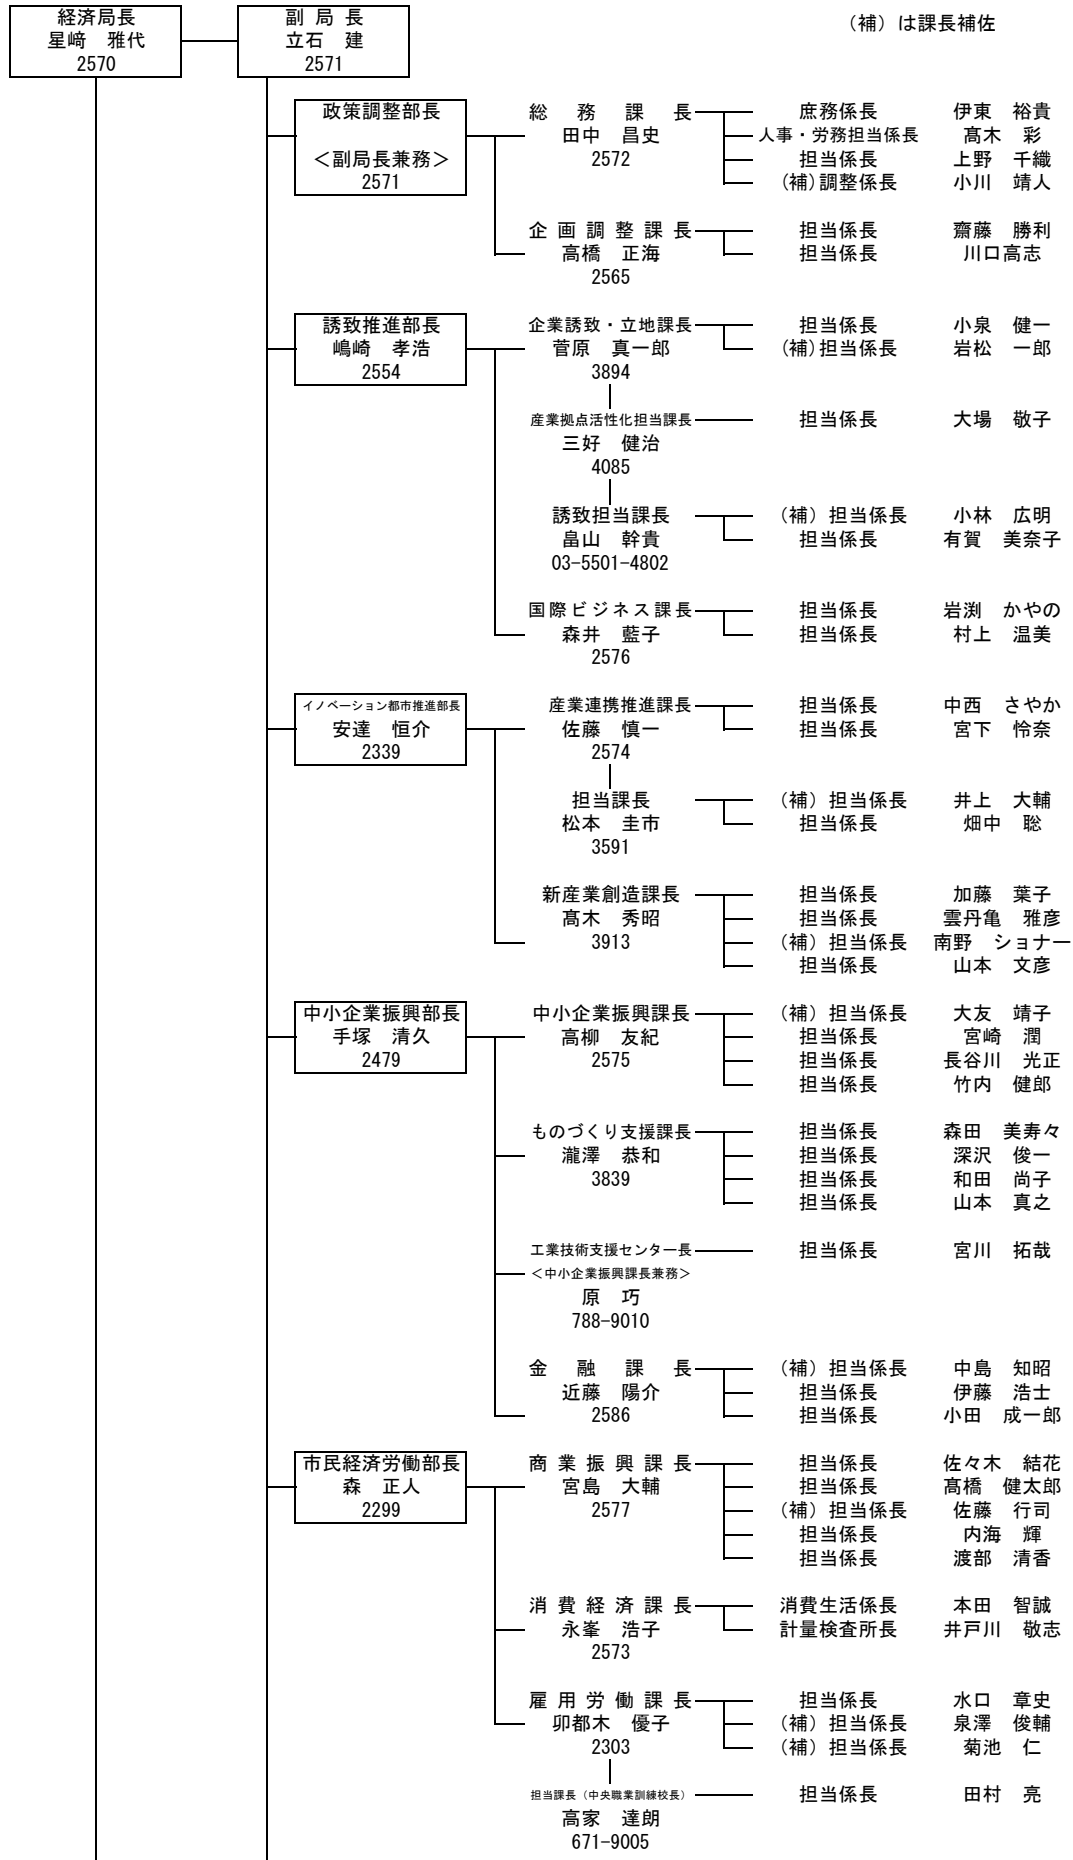 経済局長
星﨑　雅代
2570
副 局 長
立石　建
2571
（補）は課長補佐
政策調整部長
＜副局長兼務＞
2571
総　務　課　長
田中　昌史
2572
庶務係長　伊東　裕貴
人事・労務担当係長　髙木　彩
担当係長　上野　千織
(補)調整係長　小川　靖人
企 画 調 整 課 長
高橋　正海
2565
担当係長　齋藤　勝利
担当係長　川口高志
誘致推進部長
嶋崎　孝浩
2554
企業誘致・立地課長
菅原　真一郎
3894
担当係長　小泉　健一
(補)担当係長　岩松　一郎
産業拠点活性化担当課長
三好　健治
4085
担当係長　大場　敬子
誘致担当課長
畠山　幹貴
03-5501-4802
（補）担当係長　小林　広明
担当係長　有賀　美奈子
国際ビジネス課長
森井　藍子
2576
担当係長　岩渕　かやの
担当係長　村上　温美
イノベーション都市推進部長
安達　恒介
2339
産業連携推進課長
佐藤　慎一
2574
担当係長　中西　さやか
担当係長　宮下　怜奈
担当課長
松本　圭市
3591
（補）担当係長　井上　大輔
担当係長　畑中　聡
新産業創造課長
髙木　秀昭
3913
担当係長　加藤　葉子
担当係長　雲丹亀　雅彦
（補）担当係長　南野　ショナー
担当係長　山本　文彦
中小企業振興部長
手塚　清久
2479
中小企業振興課長
高柳　友紀
2575
（補）担当係長　大友　靖子
担当係長　宮崎　潤
担当係長　長谷川　光正
担当係長　竹内　健郎
ものづくり支援課長
瀧澤　恭和
3839
担当係長　森田　美寿々
担当係長　深沢　俊一
担当係長　和田　尚子
担当係長　山本　真之
工業技術支援センター長
＜中小企業振興課長兼務＞
原　巧
788-9010
担当係長　宮川　拓哉
金　融　課　長
近藤　陽介
2586
（補）担当係長　中島　知昭
担当係長　伊藤　浩士
担当係長　小田　成一郎
市民経済労働部長
森　正人
2299
商 業 振 興 課 長
宮島　大輔
2577
担当係長　佐々木　結花
担当係長　髙橋　健太郎
（補）担当係長　佐藤　行司
担当係長　内海　輝
担当係長　渡部　清香
消 費 経 済 課 長
永峯　浩子
2573
消費生活係長　本田　智誠
計量検査所長　井戸川　敬志
雇 用 労 働 課 長
卯都木　優子
2303
担当係長　水口　章史
（補）担当係長　泉澤　俊輔
（補）担当係長　菊池　仁
担当課長（中央職業訓練校長）
高家　達朗
671-9005
担当係長　田村　亮